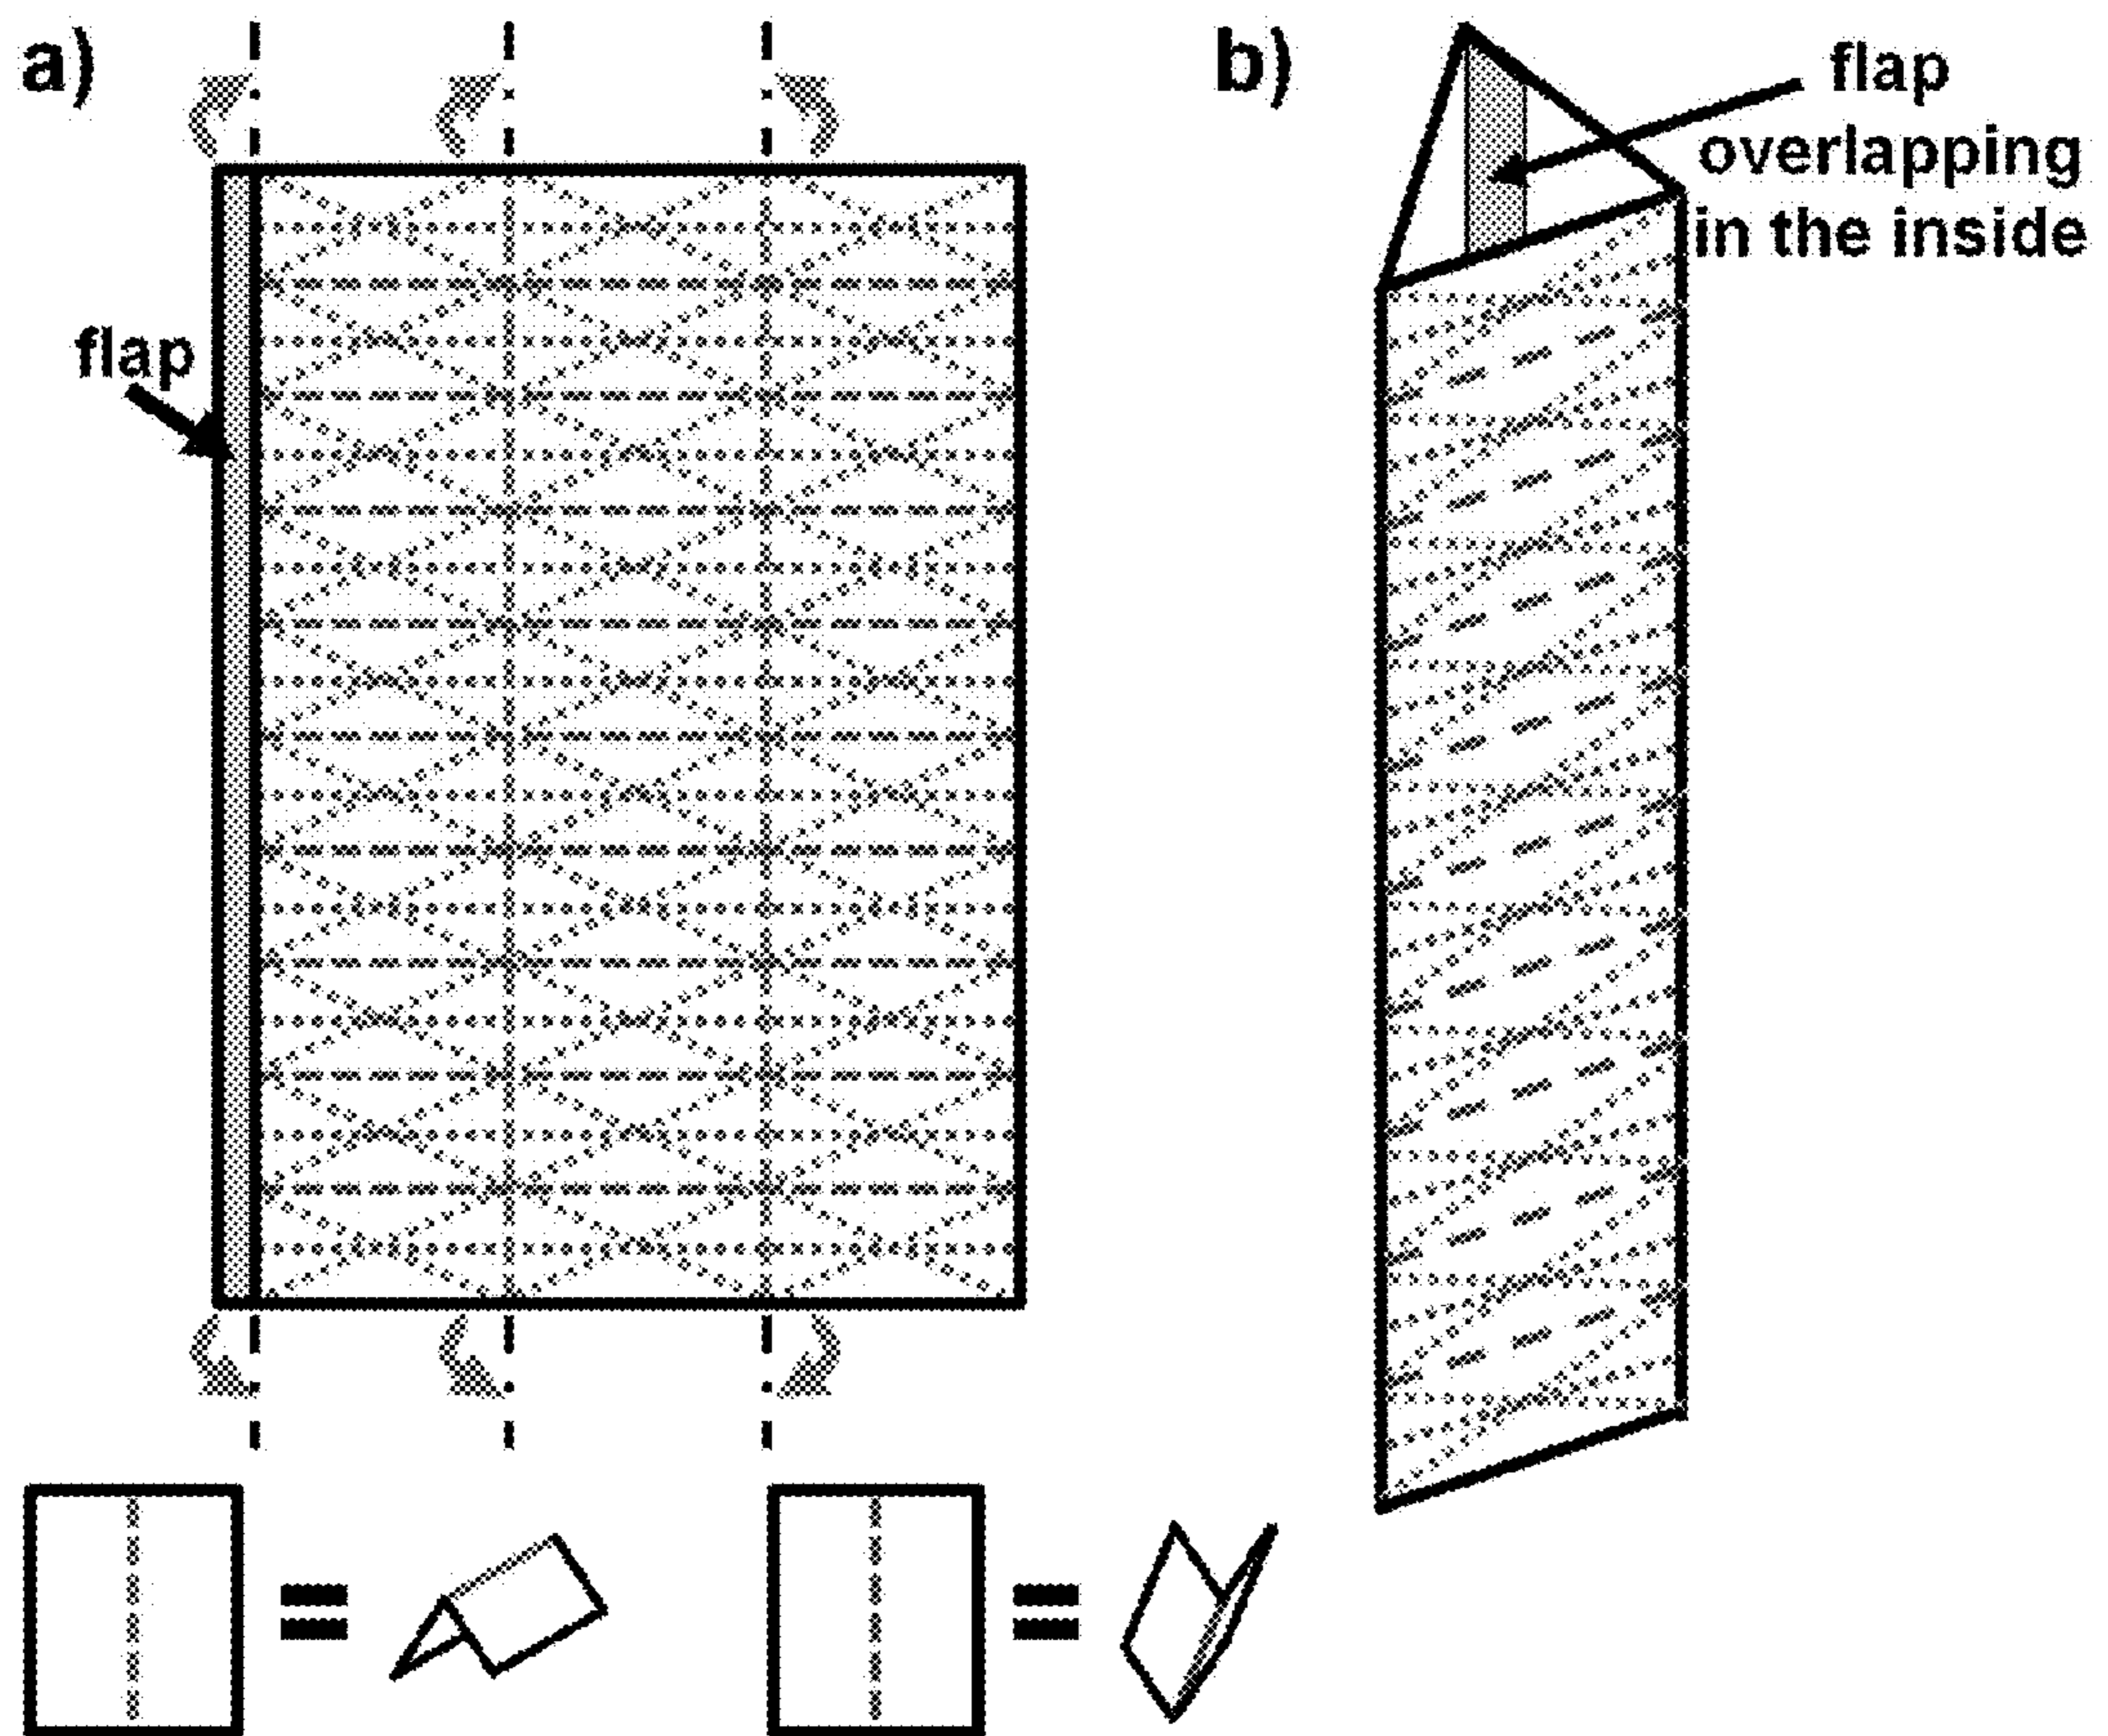 a)
b)
flap
overlapping
in the inside
flap